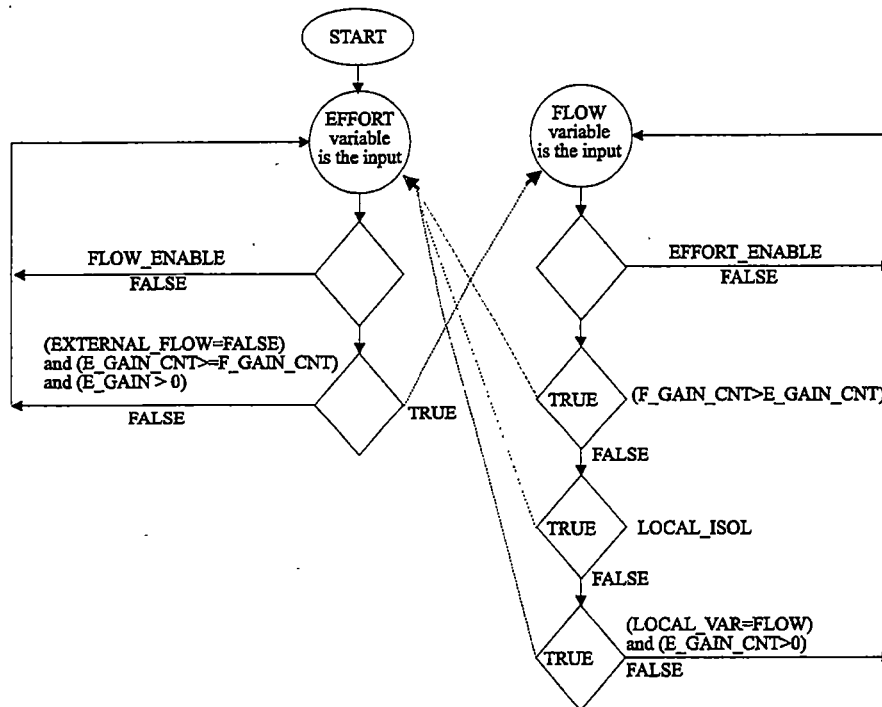 START
EFFORT
variable
is the input
FLOW
variable
is the input
FLOW_ENABLE
FALSE
EFFORT_ENABLE
FALSE
(EXTERNAL_FLOW=FALSE)
and (E_GAIN_CNT>=F_GAIN_CNT)
and (E_GAIN > 0)
FALSE
TRUE
TRUE
(F_GAIN_CNT>E_GAIN_CNT)
FALSE
TRUE
LOCAL_ISOL
FALSE
(LOCAL_VAR=FLOW)
and (E_GAIN_CNT>0)
TRUE
FALSE